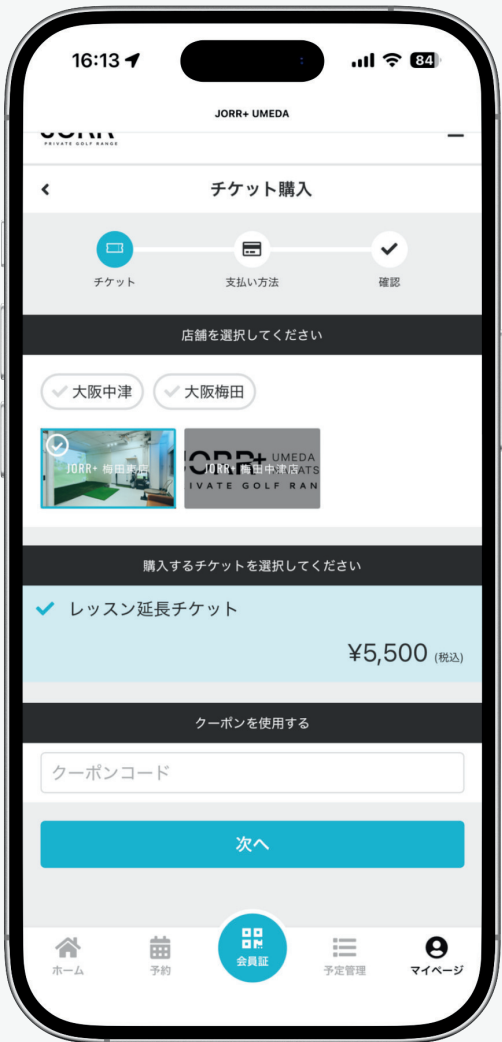 16:13
84
JORR+ UMEDA
JORR
PRIVATE GOLF RANGE
チケット購入
チケット
支払い方法
確認
店舗を選択してください
大阪中津
大阪梅田
JORR+ 梅田東店
JORR+ UMEDA
JORR+ 梅田中津店
PRIVATE GOLF RAN
購入するチケットを選択してください
レッスン延長チケット
¥5,500 (税込)
クーポンを使用する
クーポンコード
次へ
ホーム
予約
会員証
予定管理
マイページ